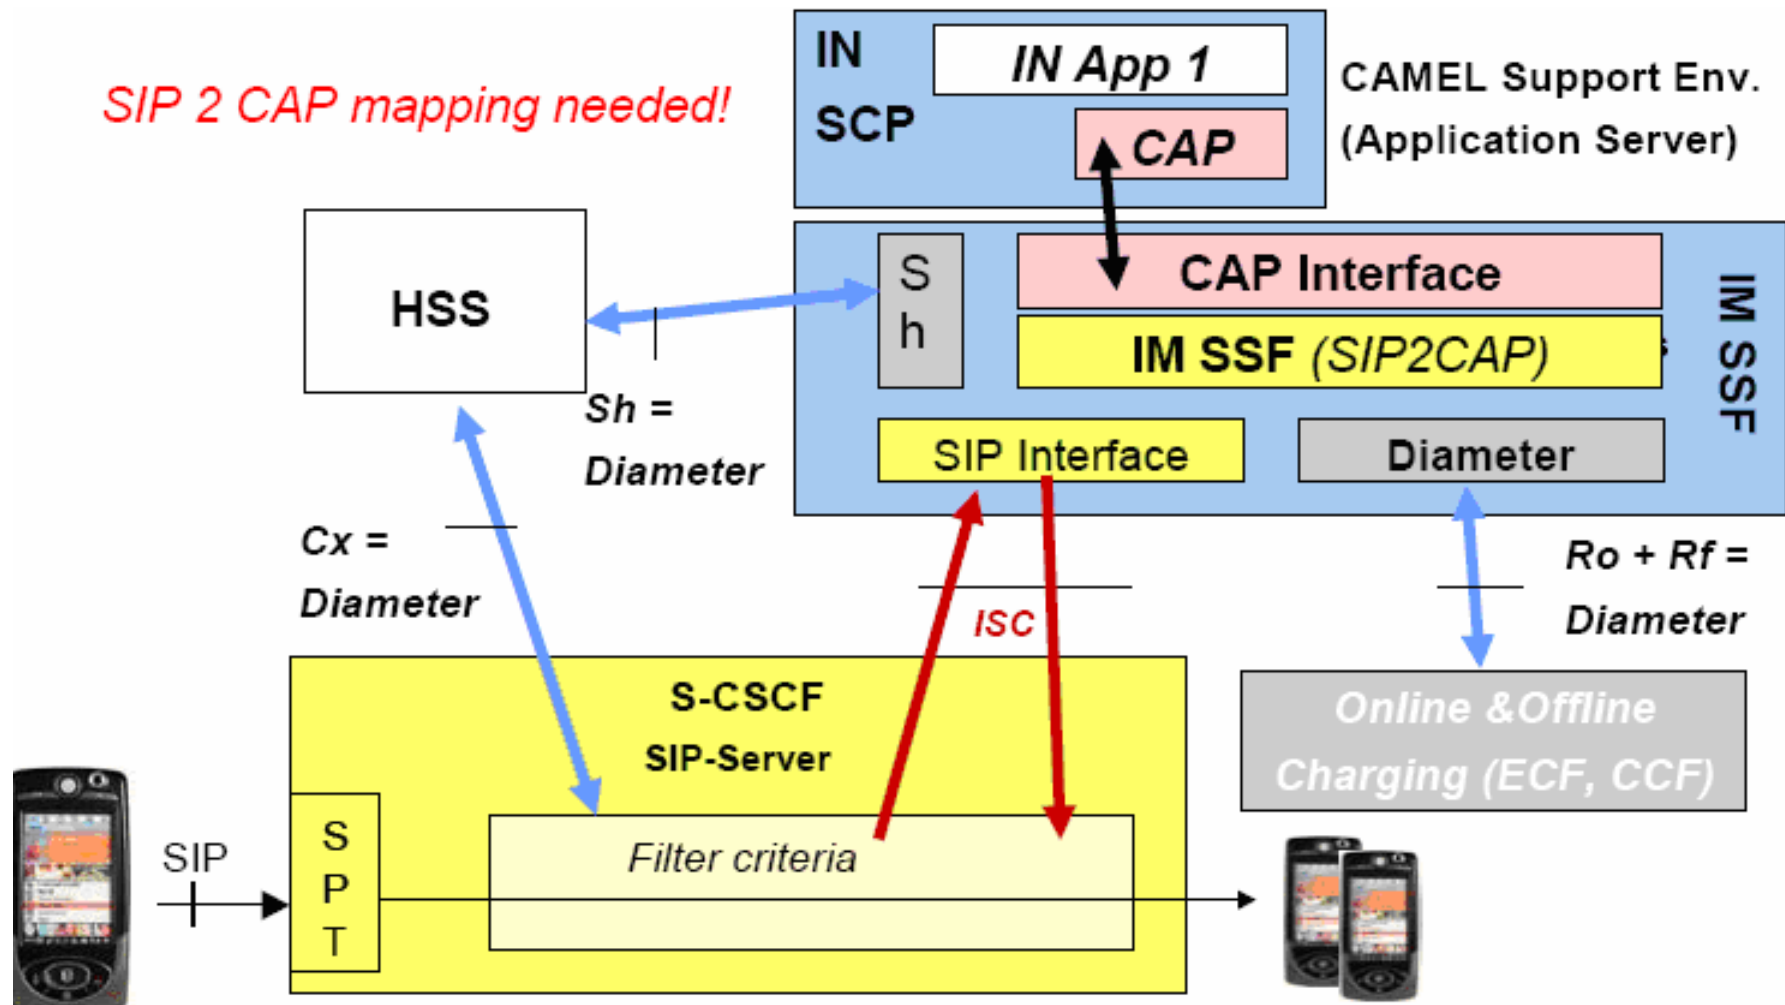 SIP 2 CAP mapping needed!
IN
SCP
IN App 1
CAP
CAMEL Support Env.
(Application Server)
HSS
Sh
CAP Interface
IM SSF (SIP2CAP)
s
IM SSF
SIP Interface
Diameter
Sh =
Diameter
Cx =
Diameter
ISC
Ro + Rf =
Diameter
S-CSCF
SIP-Server
Online &Offline
Charging (ECF, CCF)
SIP
SPT
Filter criteria